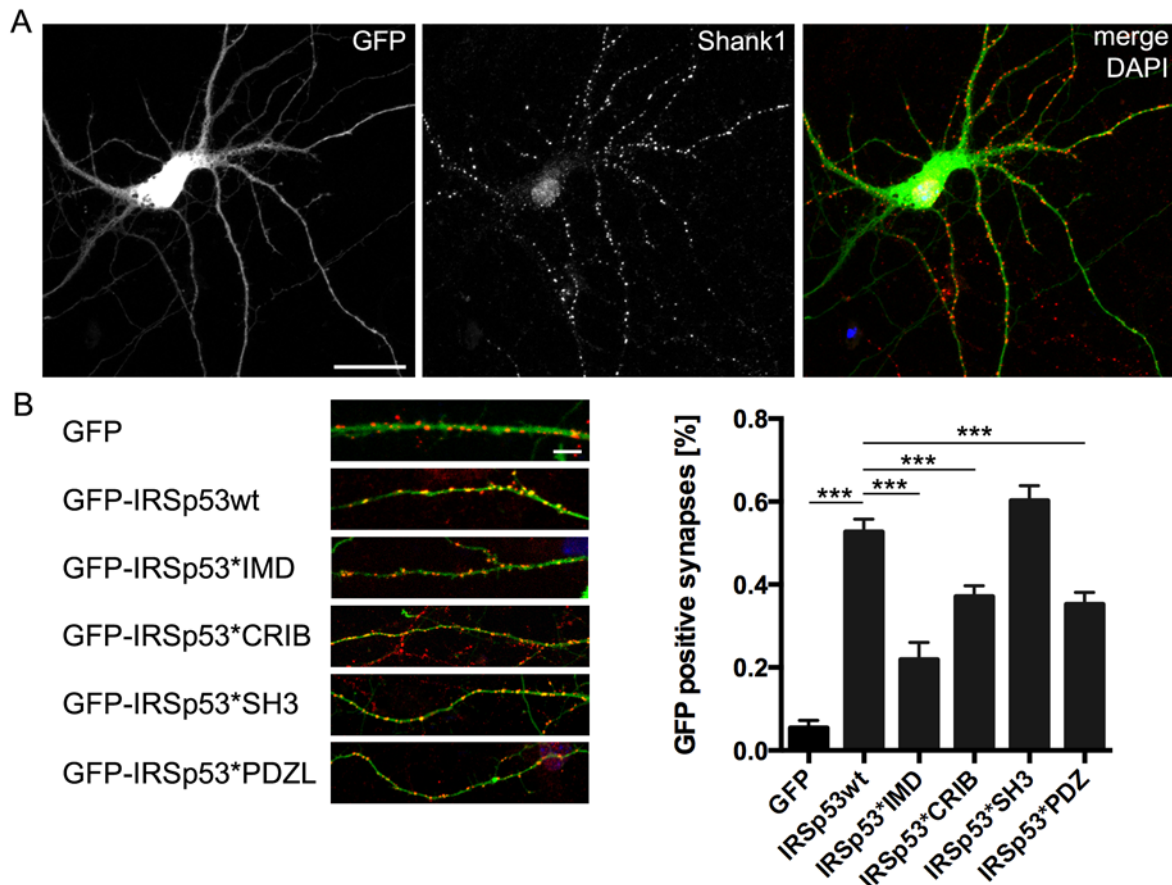 A
GFP
Shank1
merge
DAPI
B
GFP
GFP-IRSp53wt
GFP-IRSp53*IMD
GFP-IRSp53*CRIB
GFP-IRSp53*SH3
GFP-IRSp53*PDZL
GFP positive synapses [%]
0.8
0.6
0.4
0.2
0.0
***
***
***
***
GFP
IRSp53wt
IRSp53*IMD
IRSp53*CRIB
IRSp53*SH3
IRSp53*PDZ